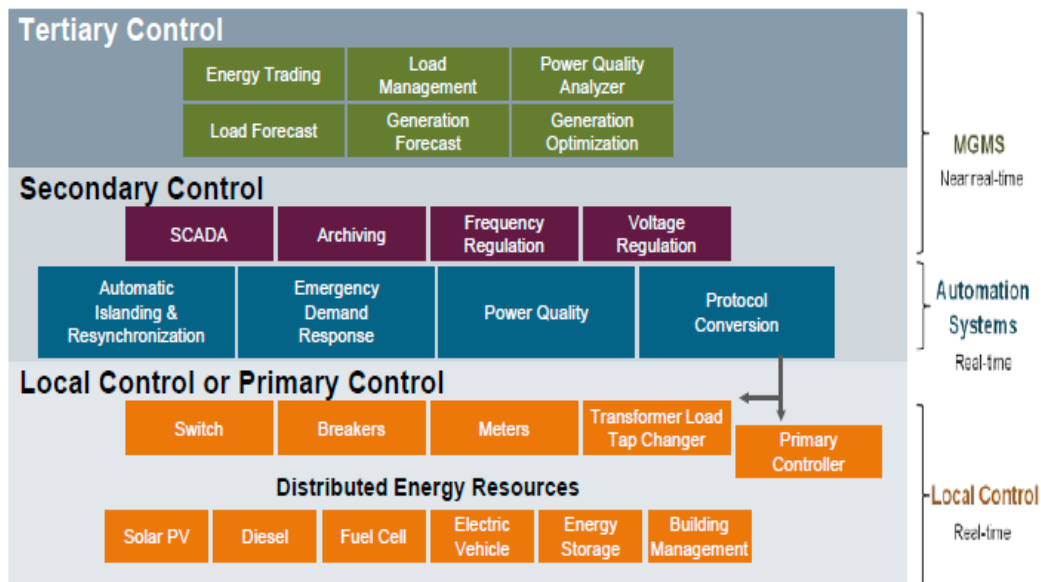 Tertiary Control
Energy Trading
Load
Management
Power Quality
Analyzer
Load Forecast
Generation
Forecast
Generation
Optimization
MGMS
Near real-time
Secondary Control
SCADA
Archiving
Frequency
Regulation
Voltage
Regulation
Automatic
Islanding &
Resynchronization
Emergency
Demand
Response
Power Quality
Protocol
Conversion
Automation
Systems
Real-time
Local Control or Primary Control
Switch
Breakers
Meters
Transformer Load
Tap Changer
Primary
Controller
Distributed Energy Resources
Solar PV
Diesel
Fuel Cell
Electric
Vehicle
Energy
Storage
Building
Management
Local Control
Real-time